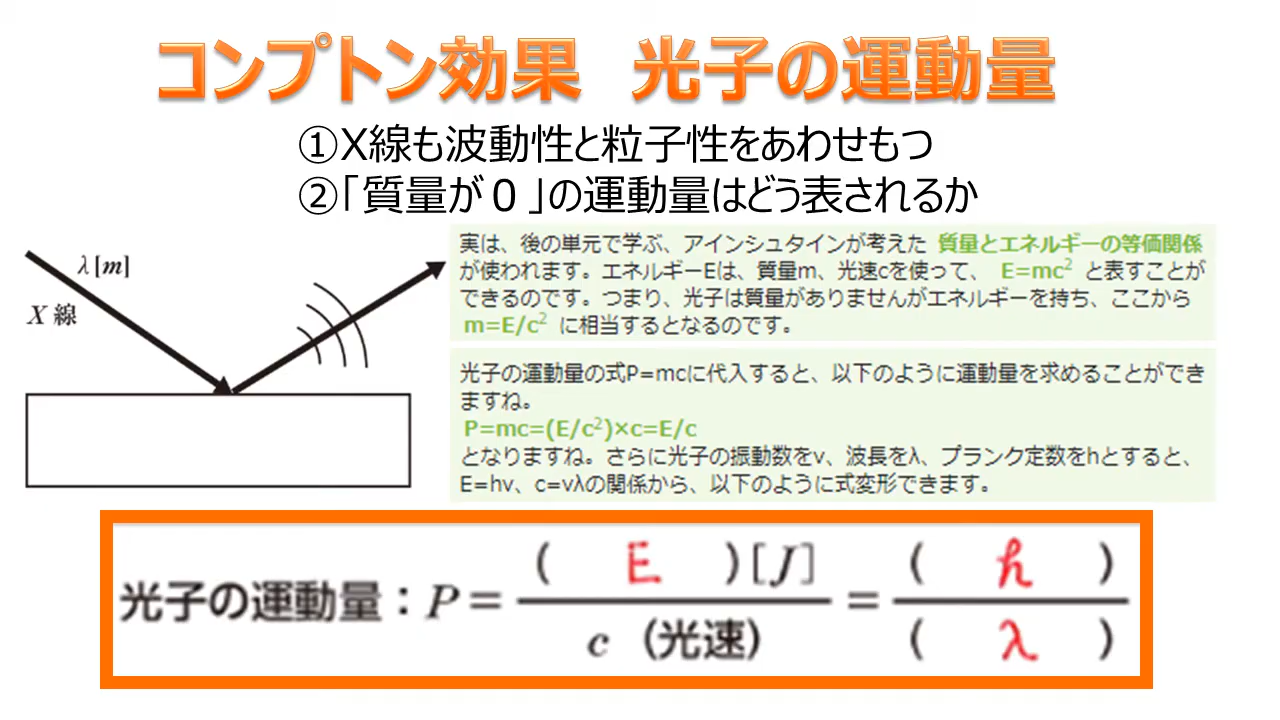 コンプトン効果　光子の運動量
①X線も波動性と粒子性をあわせもつ
②「質量が０」の運動量はどう表されるか
λ [m]
X 線
実は、後の単元で学ぶ、アインシュタインが考えた 質量とエネルギーの等価関係
が使われます。エネルギーEは、質量m、光速cを使って、 E=mc² と表すことが
できるのです。つまり、光子は質量がありませんがエネルギーを持ち、ここから
m=E/c² に相当するとなるのです。
光子の運動量の式P=mcに代入すると、以下のように運動量を求めることができ
ますね。
P=mc=(E/c²)×c=E/c
となりますね。さらに光子の振動数をν、波長をλ、プランク定数をhとすると、
E=hν、c=νλの関係から、以下のように式変形できます。
光子の運動量：P = ( E )[J] / c（光速） = ( h ) / ( λ )